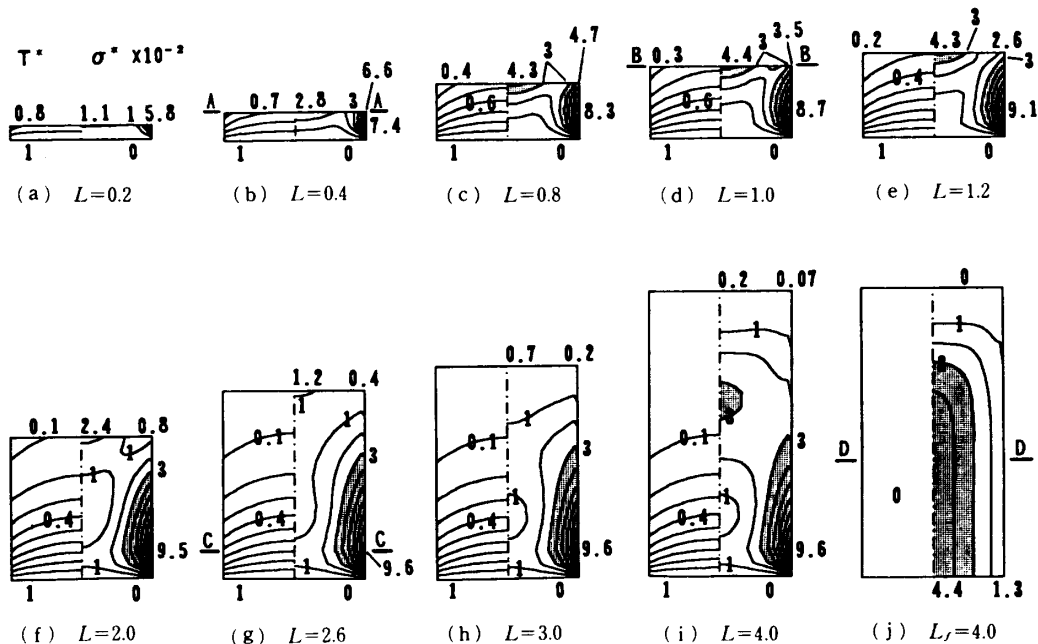 T* σ* ×10⁻²
0.8 1.1 1 5.8
1 0
(a) L=0.2
A 0.7 2.8 3 A 6.6
7.4
1 0
(b) L=0.4
0.4 4.3 3 4.7
0.6 8.3
1 0
(c) L=0.8
B 0.3 4.4 3 3.5 B
0.6 8.7
1 0
(d) L=1.0
0.2 4.3 3 2.6
3
0.4 9.1
1 0
(e) L=1.2
0.1 2.4 0.8
1 1 3
0.4 9.5
1
1 0
(f) L=2.0
1.2 0.4
1 1
0.1 3
0.4
C C
9.6
1 0
(g) L=2.6
0.7 0.2
1
0.1 3
1
0.4 9.6
1
1 0
(h) L=3.0
0.2 0.07
1
0.1 3
1
0.4 9.6
1
1 0
(i) L=4.0
0
1
D D
0
4.4 1.3
(j) L_f=4.0